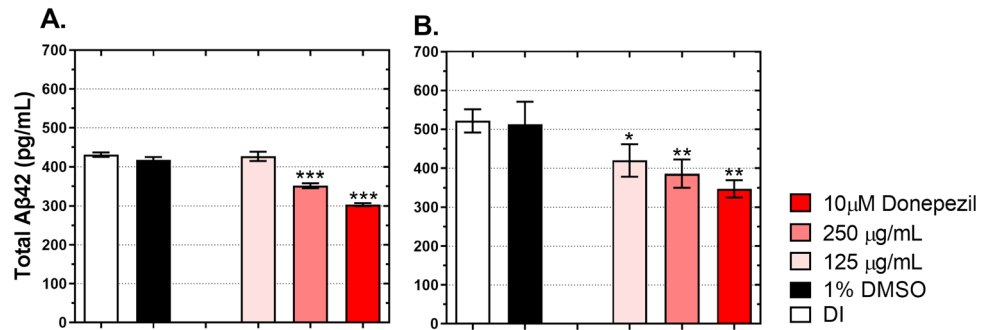 A.
700
600
500
400
300
200
100
0
Total Aβ42 (pg/mL)
***
***
B.
700
600
500
400
300
200
100
0
*
**
**
10μM Donepezil
250 μg/mL
125 μg/mL
1% DMSO
DI